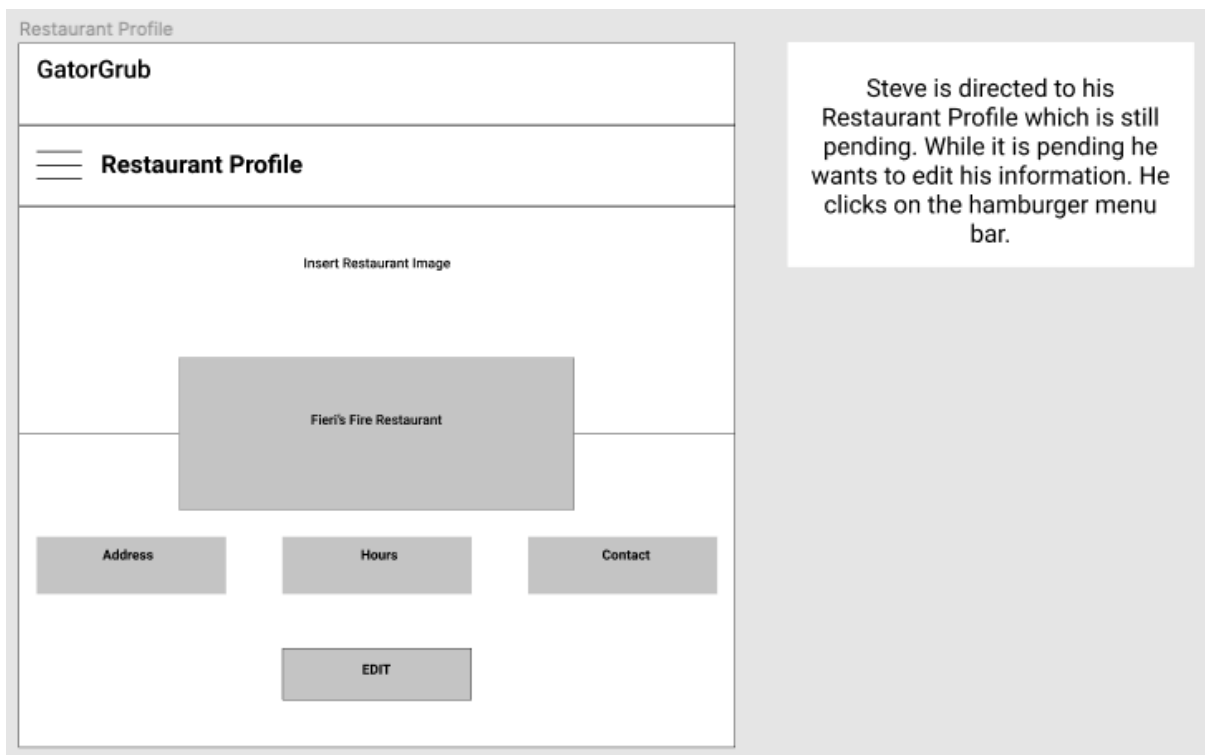 Restaurant Profile
GatorGrub
Restaurant Profile
Insert Restaurant Image
Fieri's Fire Restaurant
Address
Hours
Contact
EDIT
Steve is directed to his
Restaurant Profile which is still
pending. While it is pending he
wants to edit his information. He
clicks on the hamburger menu
bar.